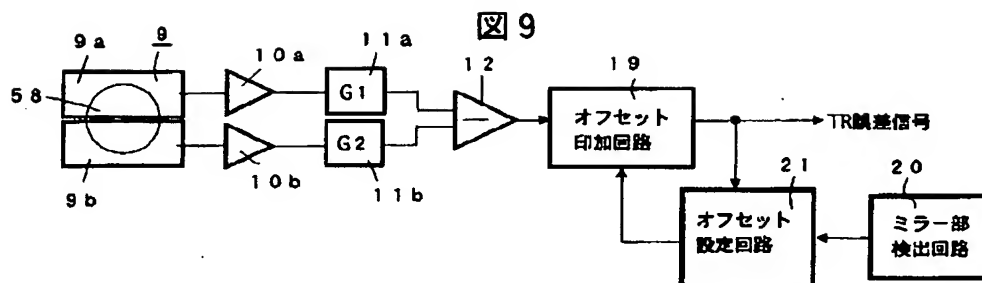 図9
9a
9
10a
11a
12
19
58
G1
オフセット
印加回路
TR誤差信号
G2
9b
10b
11b
21
20
オフセット
設定回路
ミラー部
検出回路